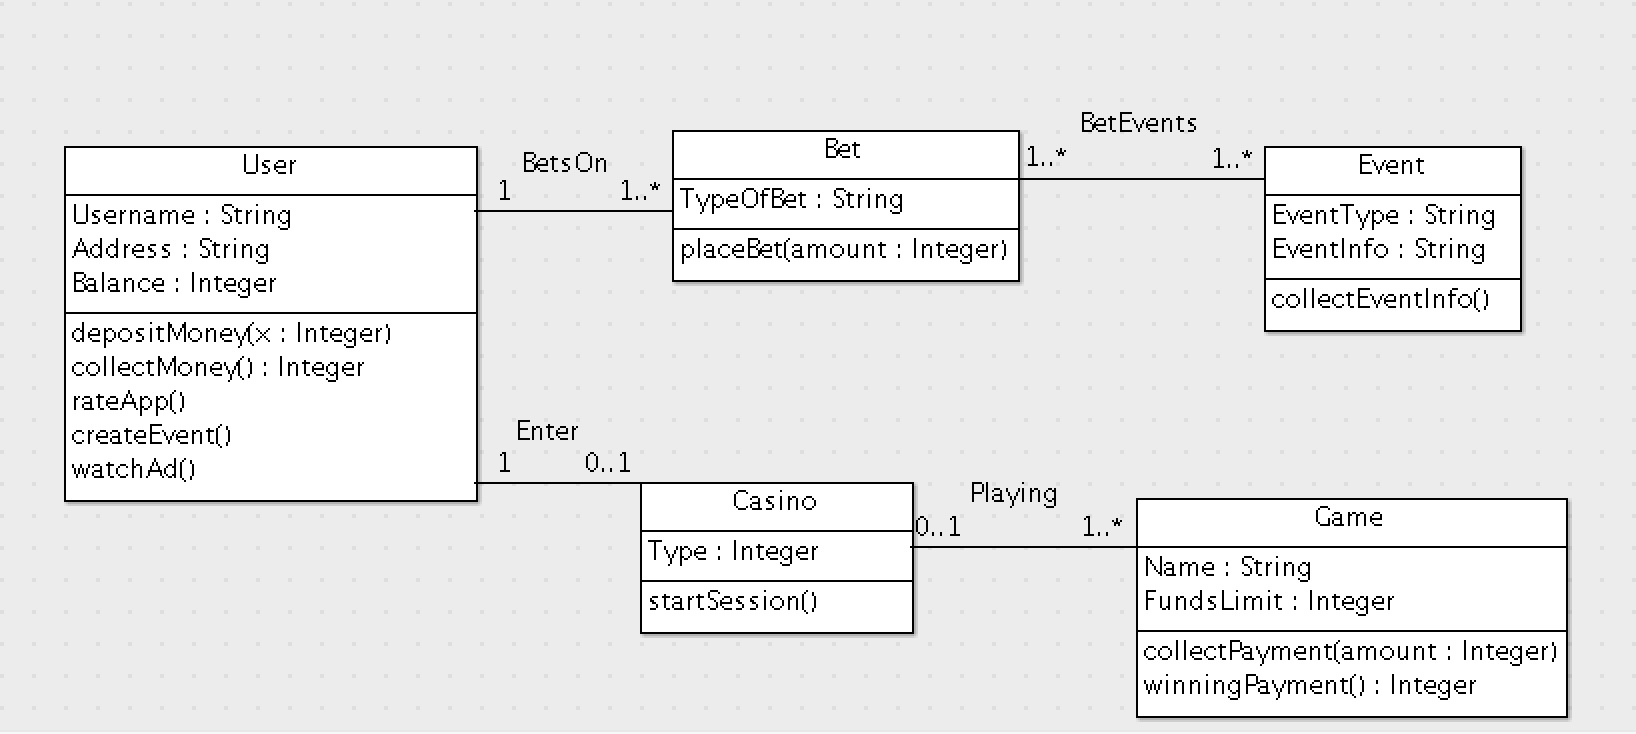 User
Username : String
Address : String
Balance : Integer
depositMoney(x : Integer)
collectMoney() : Integer
rateApp()
createEvent()
watchAd()
BetsOn
1
1..*
Bet
TypeOfBet : String
placeBet(amount : Integer)
BetEvents
1..*
1..*
Event
EventType : String
EventInfo : String
collectEventInfo()
Enter
1
0..1
Casino
Type : Integer
startSession()
Playing
0..1
1..*
Game
Name : String
FundsLimit : Integer
collectPayment(amount : Integer)
winningPayment() : Integer